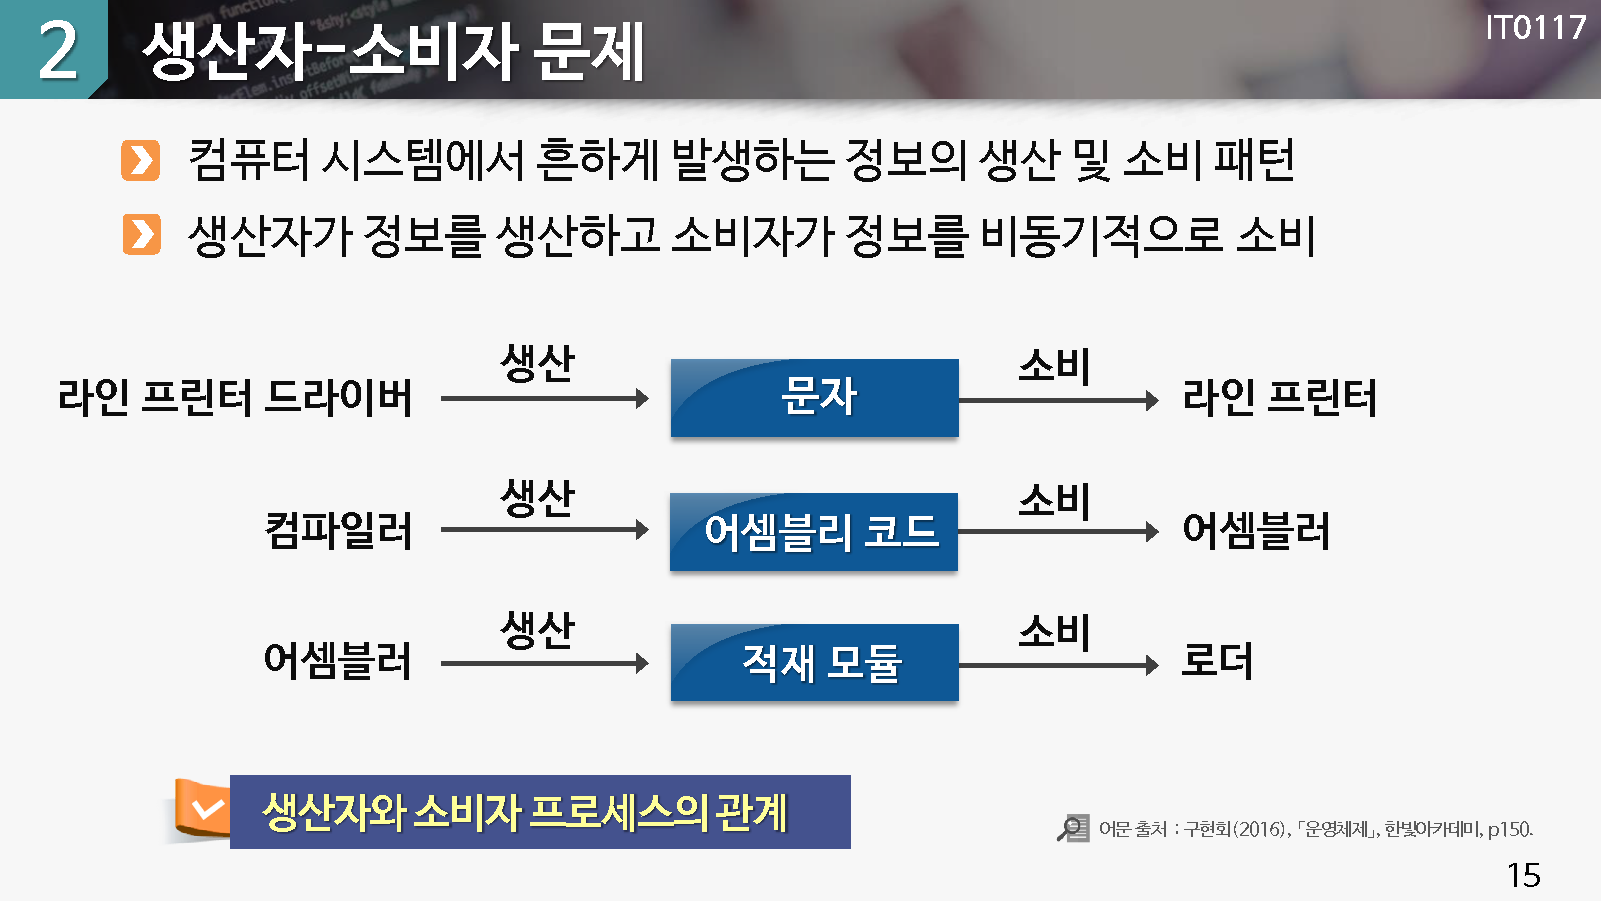 2 생산자-소비자 문제
IT0117
컴퓨터 시스템에서 흔하게 발생하는 정보의 생산 및 소비 패턴
생산자가 정보를 생산하고 소비자가 정보를 비동기적으로 소비
라인 프린터 드라이버 생산 문자 소비 라인 프린터
컴파일러 생산 어셈블리 코드 소비 어셈블러
어셈블러 생산 적재 모듈 소비 로더
생산자와 소비자 프로세스의 관계
어문 출처 : 구현회(2016), 「운영체제」, 한빛아카데미, p150.
15